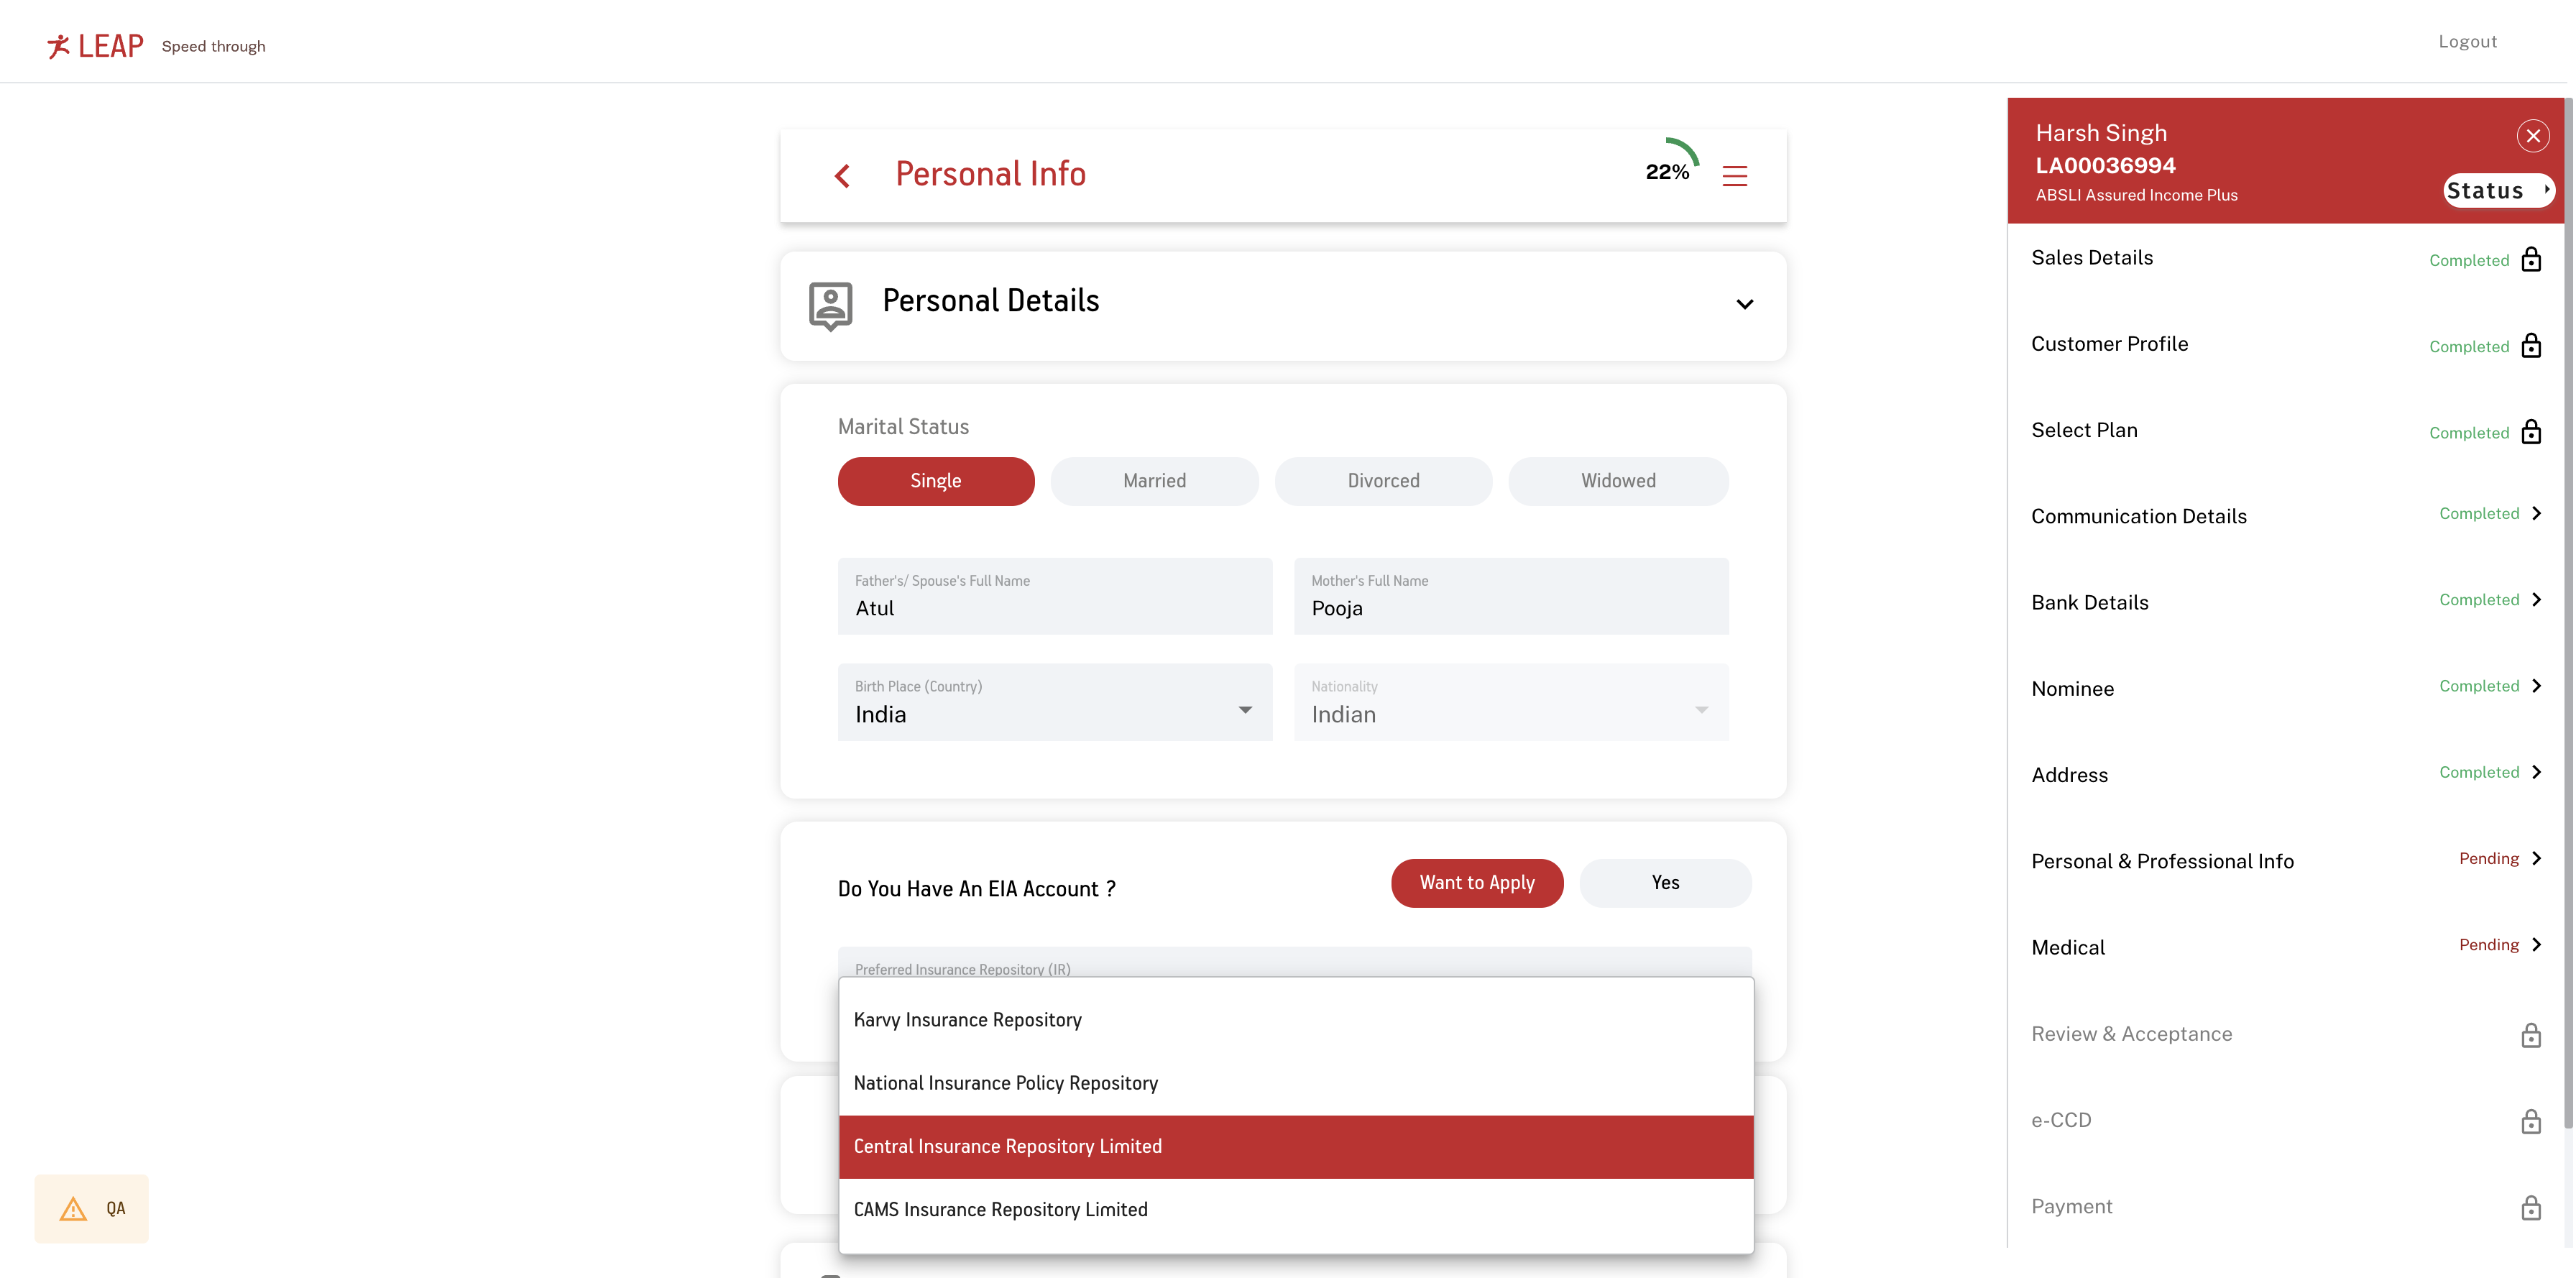 LEAP Speed through
Logout
Personal Info
22%
Personal Details
Marital Status
Single Married Divorced Widowed
Father's/ Spouse's Full Name
Atul
Mother's Full Name
Pooja
Birth Place (Country)
India
Nationality
Indian
Do You Have An EIA Account ?
Want to Apply Yes
Preferred Insurance Repository (IR)
Karvy Insurance Repository
National Insurance Policy Repository
Central Insurance Repository Limited
CAMS Insurance Repository Limited
QA
Harsh Singh
LA00036994
ABSLI Assured Income Plus
Status
Sales Details Completed
Customer Profile Completed
Select Plan Completed
Communication Details Completed
Bank Details Completed
Nominee Completed
Address Completed
Personal & Professional Info Pending
Medical Pending
Review & Acceptance
e-CCD
Payment